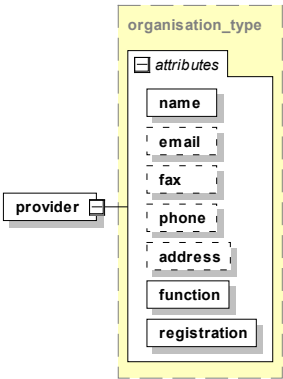 organisation_type
attributes
name
email
fax
provider
phone
address
function
registration